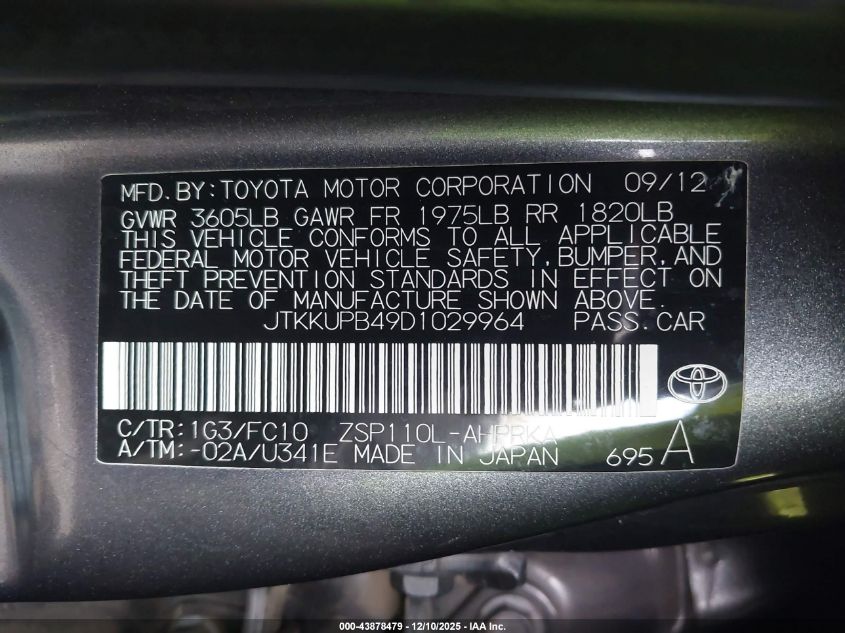 MFD.BY:TOYOTA MOTOR CORPORATION 09/12
GVWR 3605LB GAWR FR 1975LB RR 1820LB
THIS VEHICLE CONFORMS TO ALL APPLICABLE
FEDERAL MOTOR VEHICLE SAFETY,BUMPER,AND
THEFT PREVENTION STANDARDS IN EFFECT ON
THE DATE OF MANUFACTURE SHOWN ABOVE.
JTKKUPB49D1029964 PASS.CAR
C/TR:1G3/FC10 ZSP110L-AHPRKA
A/TM:-02A/U341E MADE IN JAPAN 695 A
000-43878479 - 12/10/2025 - IAA Inc.